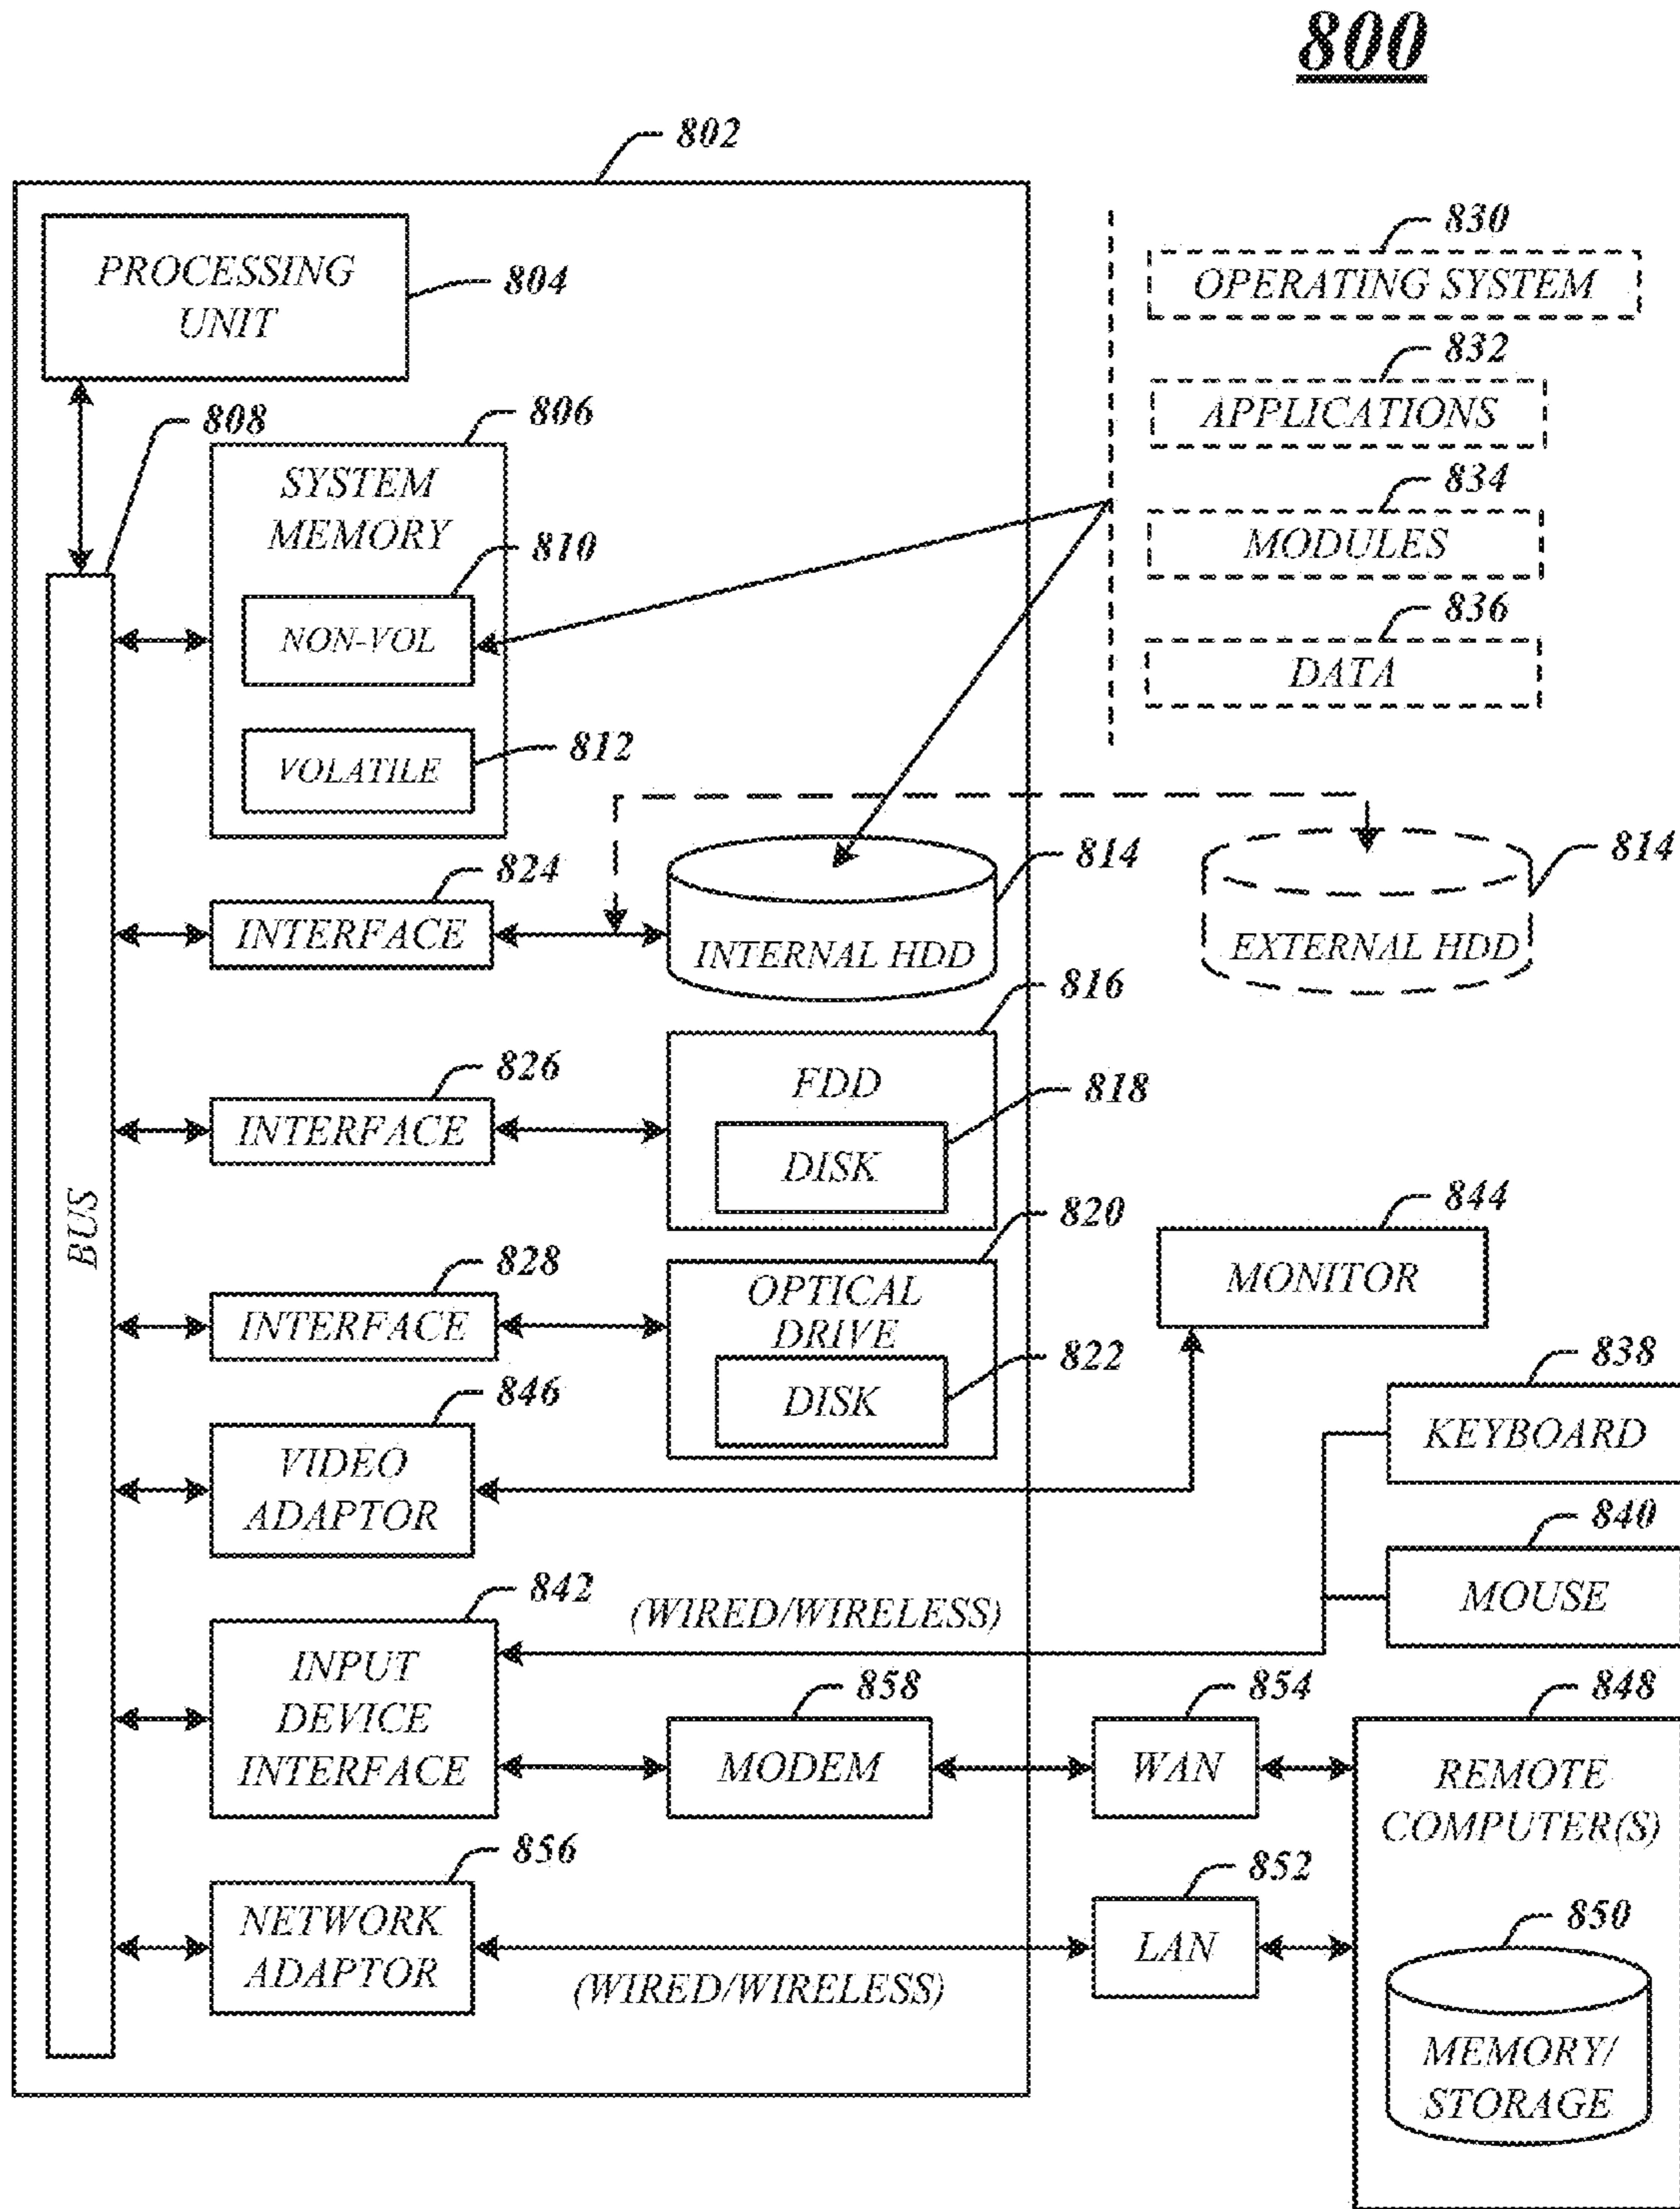 800
802
PROCESSING
UNIT
804
830
OPERATING SYSTEM
832
APPLICATIONS
808
806
SYSTEM
MEMORY
834
MODULES
810
NON-VOL
836
DATA
812
VOLATILE
824
INTERFACE
814
INTERNAL HDD
814
EXTERNAL HDD
816
FDD
818
DISK
826
INTERFACE
BUS
820
OPTICAL
DRIVE
822
DISK
828
INTERFACE
844
MONITOR
838
KEYBOARD
846
VIDEO
ADAPTOR
840
MOUSE
842
INPUT
DEVICE
INTERFACE
(WIRED/WIRELESS)
858
MODEM
854
WAN
848
REMOTE
COMPUTER(S)
856
NETWORK
ADAPTOR
(WIRED/WIRELESS)
852
LAN
850
MEMORY/
STORAGE